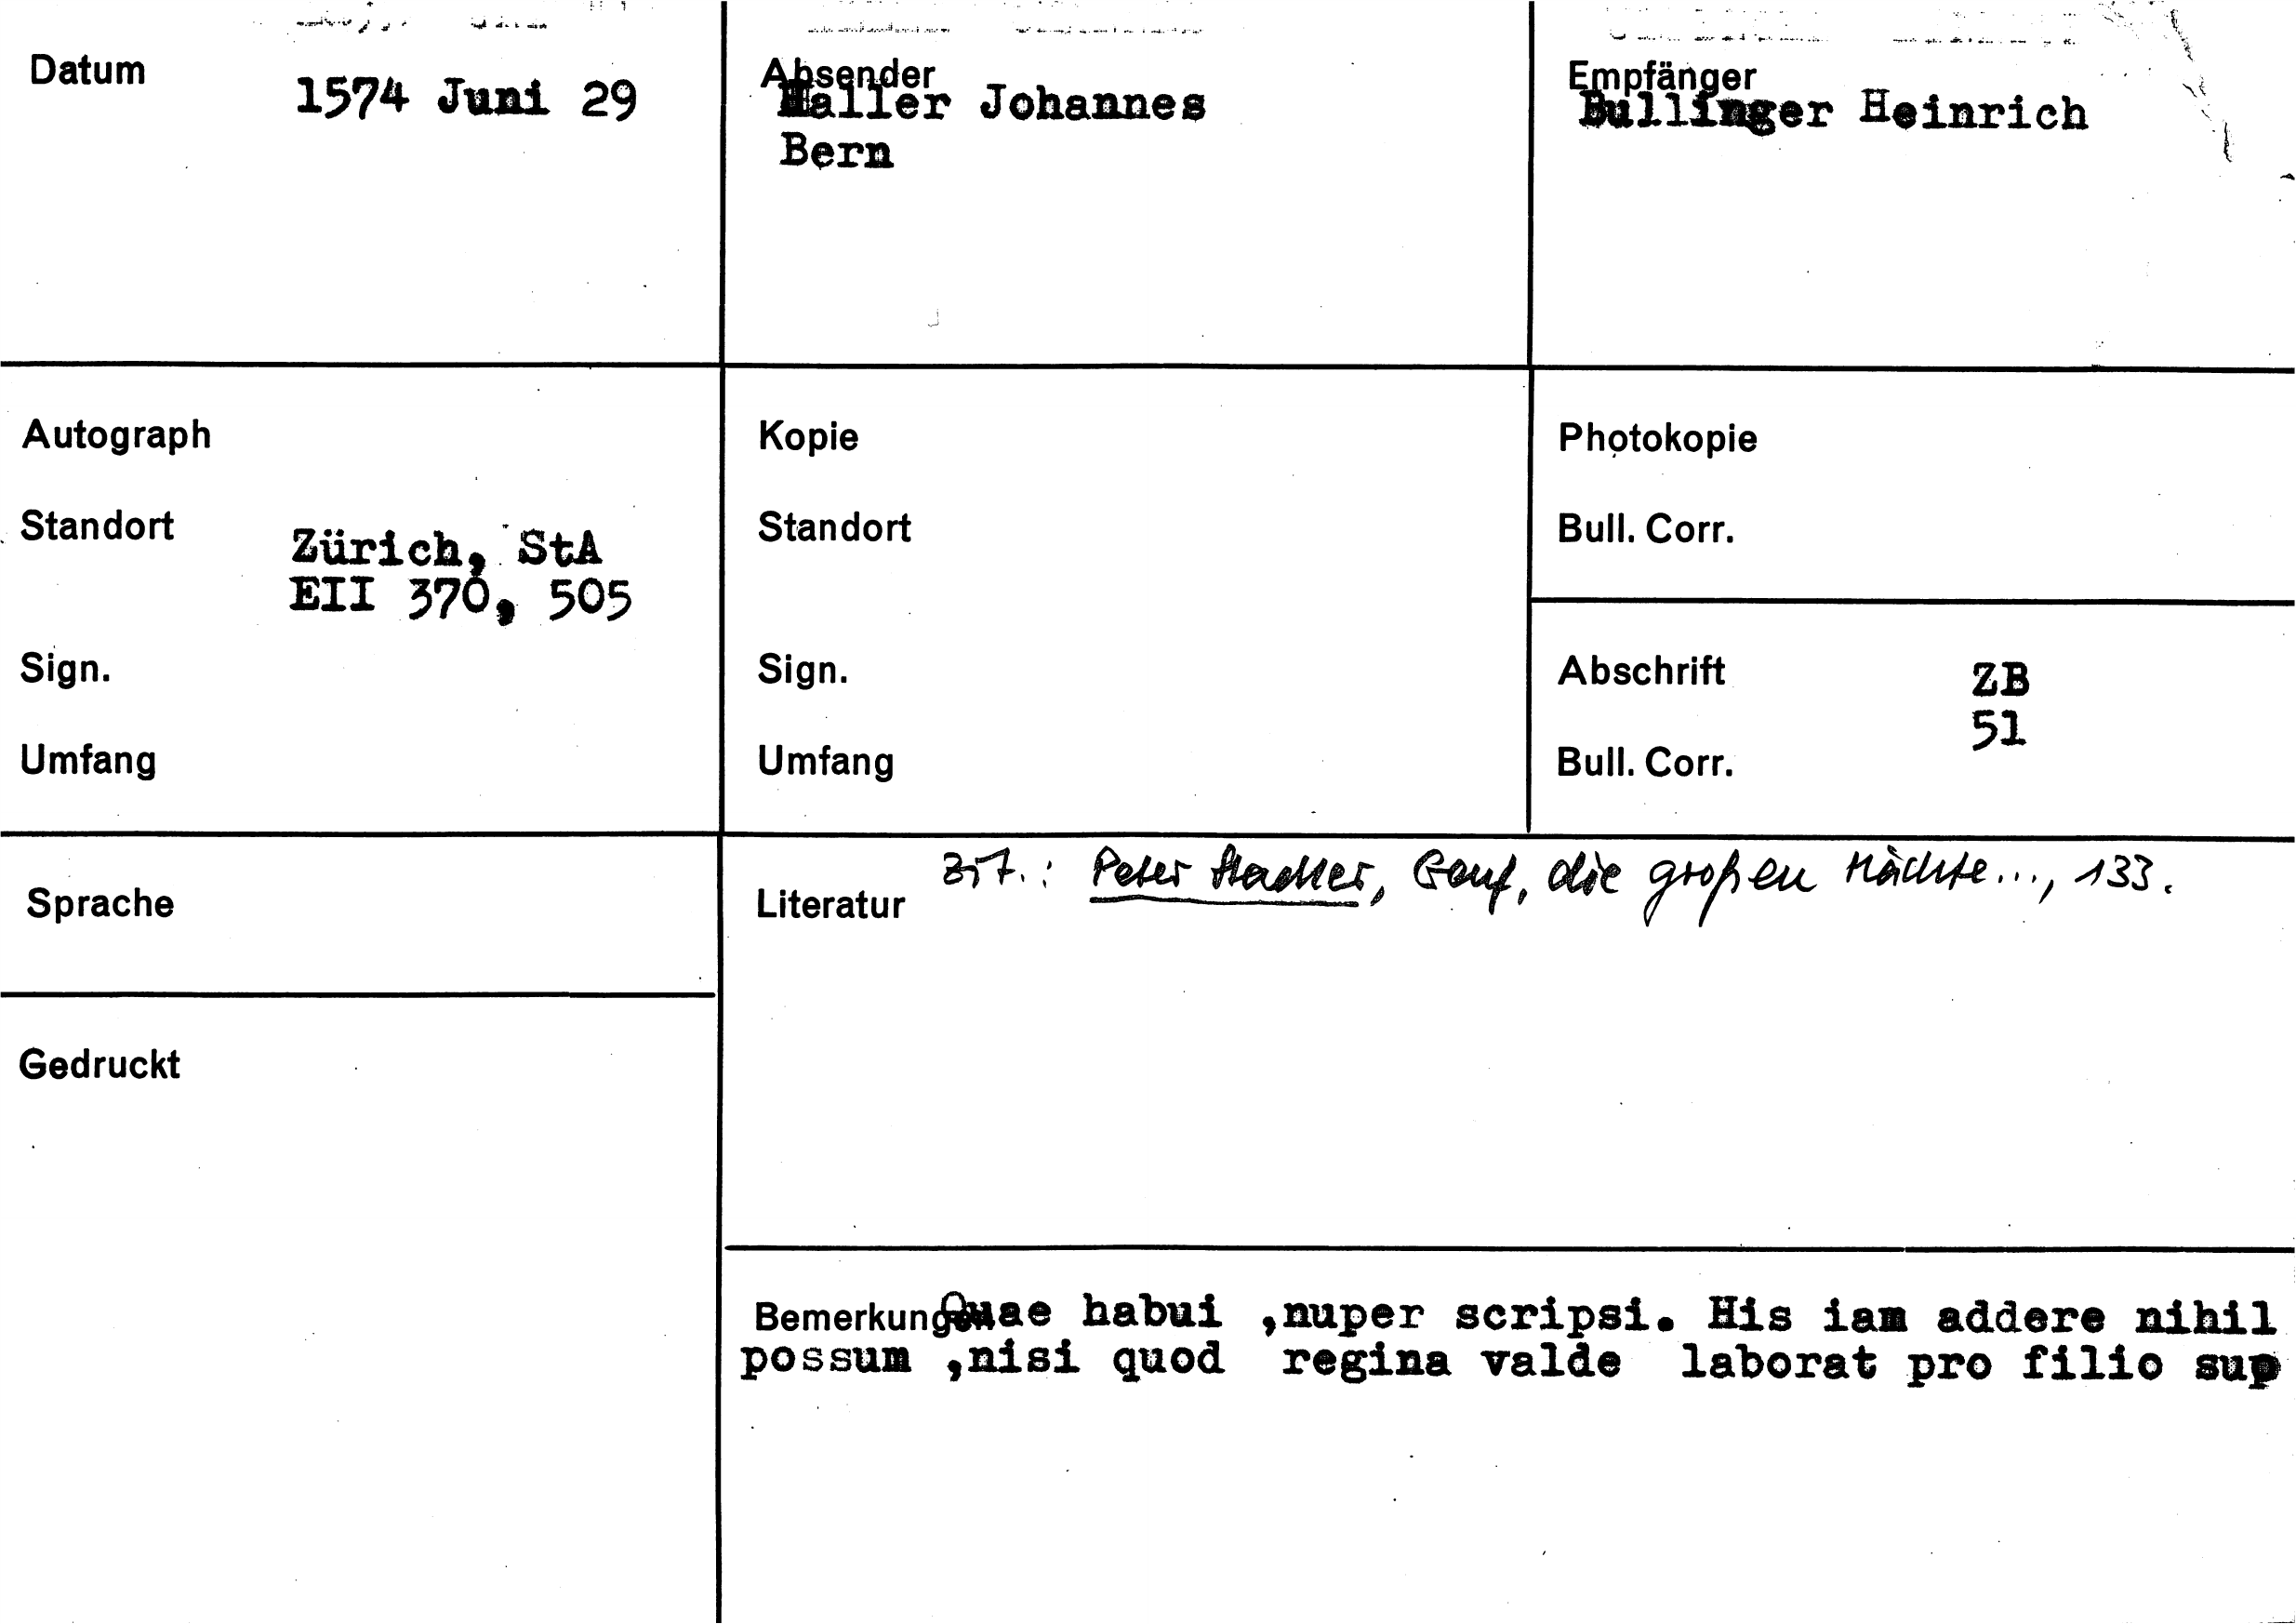 Datum
1574 Juni 29
Absender
Haller Johannes
Bern
Empfänger
Bullinger Heinrich
Autograph
Standort
Zürich, StA
EII 370, 505
Sign.
Umfang
Kopie
Standort
Sign.
Umfang
Photokopie
Bull. Corr.
Abschrift
ZB
51
Bull. Corr.
Sprache
Gedruckt
Literatur
zit.: Peter Stadler, Genf, die großen Mächte..., 133.
Bemerkungen
Quae habui ,nuper scripsi. His iam addere nihil
possum ,nisi quod regina valde laborat pro filio sup